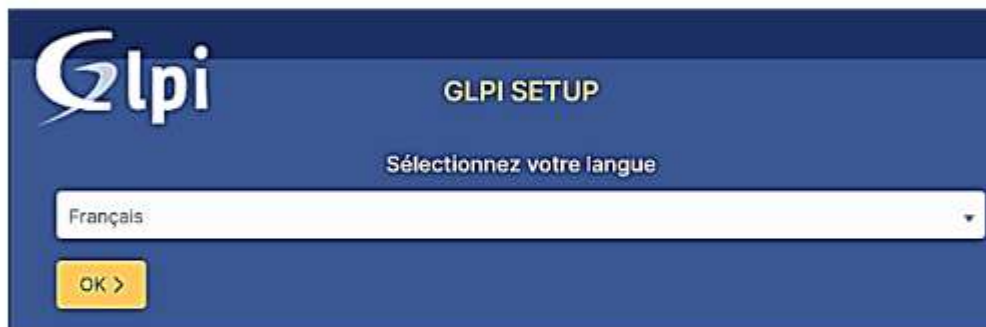 Glpi
GLPI SETUP
Sélectionnez votre langue
Français
OK >